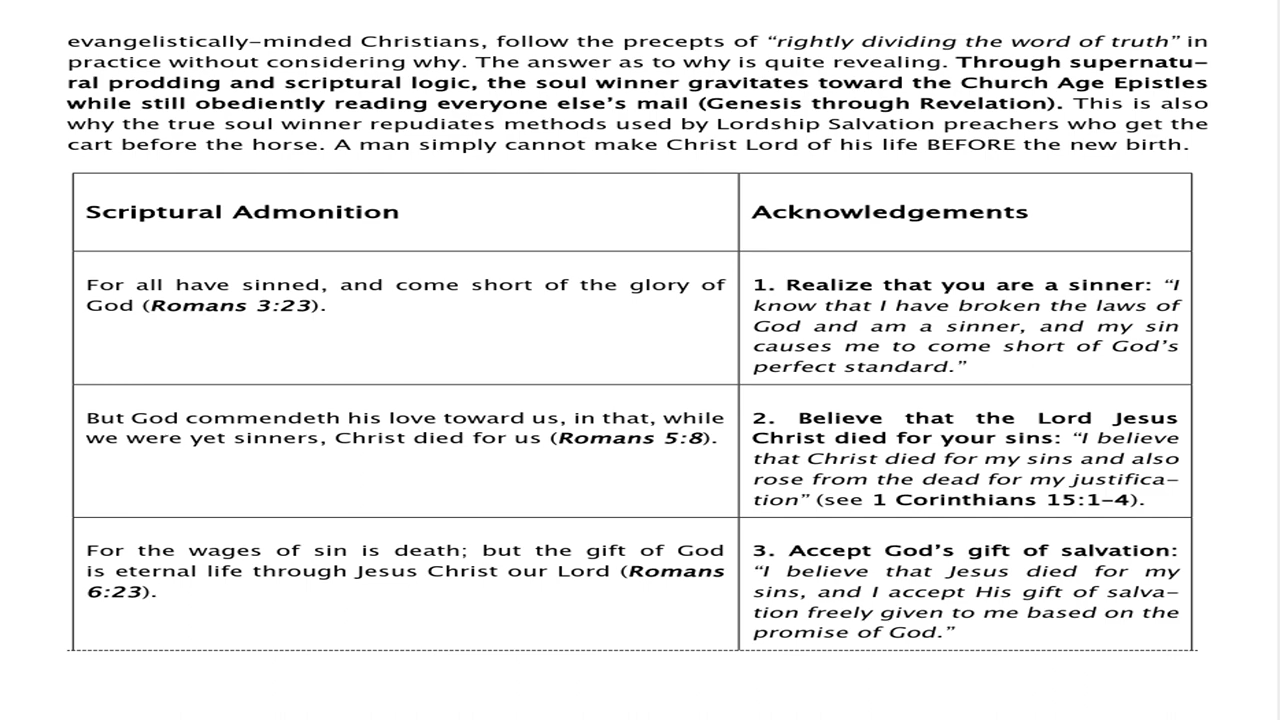 evangelistically–minded Christians, follow the precepts of “rightly dividing the word of truth” in
practice without considering why. The answer as to why is quite revealing. Through supernatu–
ral prodding and scriptural logic, the soul winner gravitates toward the Church Age Epistles
while still obediently reading everyone else’s mail (Genesis through Revelation). This is also
why the true soul winner repudiates methods used by Lordship Salvation preachers who get the
cart before the horse. A man simply cannot make Christ Lord of his life BEFORE the new birth.
Scriptural Admonition
Acknowledgements
For all have sinned, and come short of the glory of
God (Romans 3:23).
1. Realize that you are a sinner: “I
know that I have broken the laws of
God and am a sinner, and my sin
causes me to come short of God’s
perfect standard.”
But God commendeth his love toward us, in that, while
we were yet sinners, Christ died for us (Romans 5:8).
2. Believe that the Lord Jesus
Christ died for your sins: “I believe
that Christ died for my sins and also
rose from the dead for my justifica–
tion” (see 1 Corinthians 15:1–4).
For the wages of sin is death; but the gift of God
is eternal life through Jesus Christ our Lord (Romans
6:23).
3. Accept God’s gift of salvation:
“I believe that Jesus died for my
sins, and I accept His gift of salva–
tion freely given to me based on the
promise of God.”